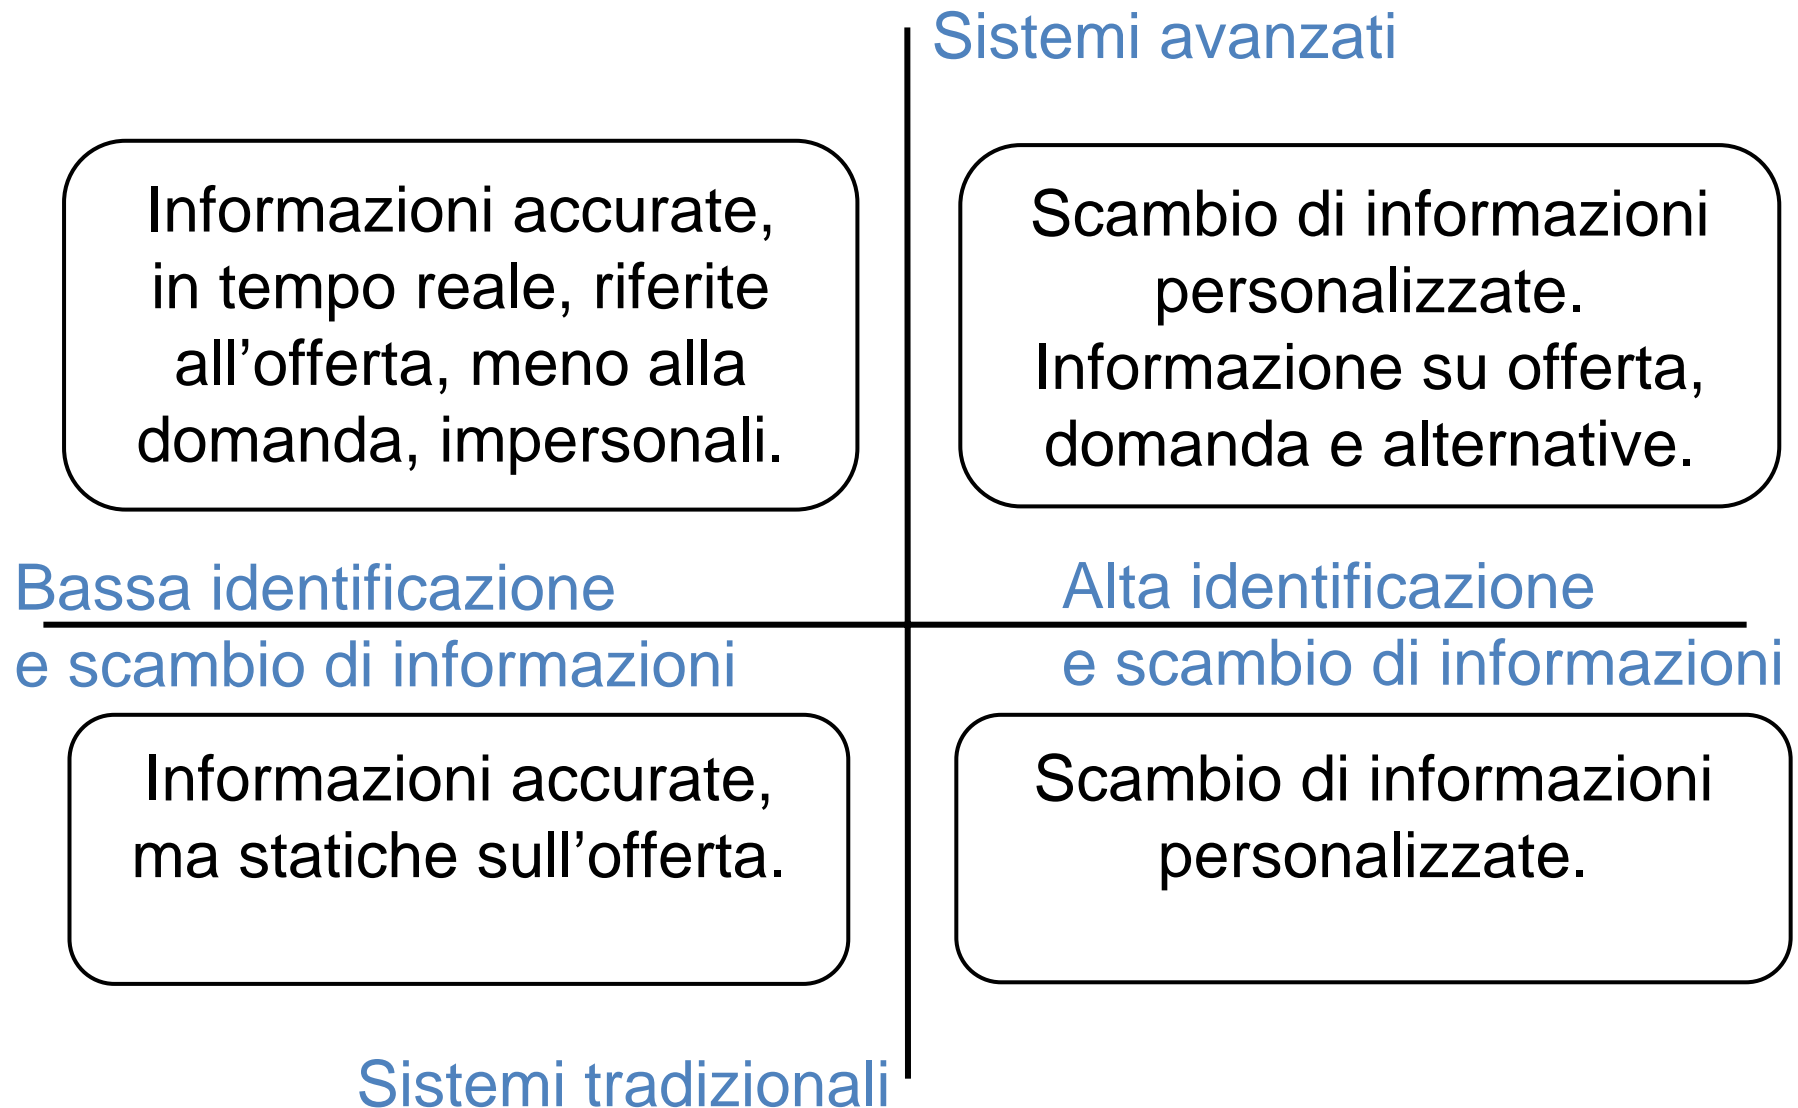 Sistemi avanzati
Informazioni accurate,
in tempo reale, riferite
all’offerta, meno alla
domanda, impersonali.
Scambio di informazioni
personalizzate.
Informazione su offerta,
domanda e alternative.
Bassa identificazione
e scambio di informazioni
Alta identificazione
e scambio di informazioni
Informazioni accurate,
ma statiche sull’offerta.
Scambio di informazioni
personalizzate.
Sistemi tradizionali